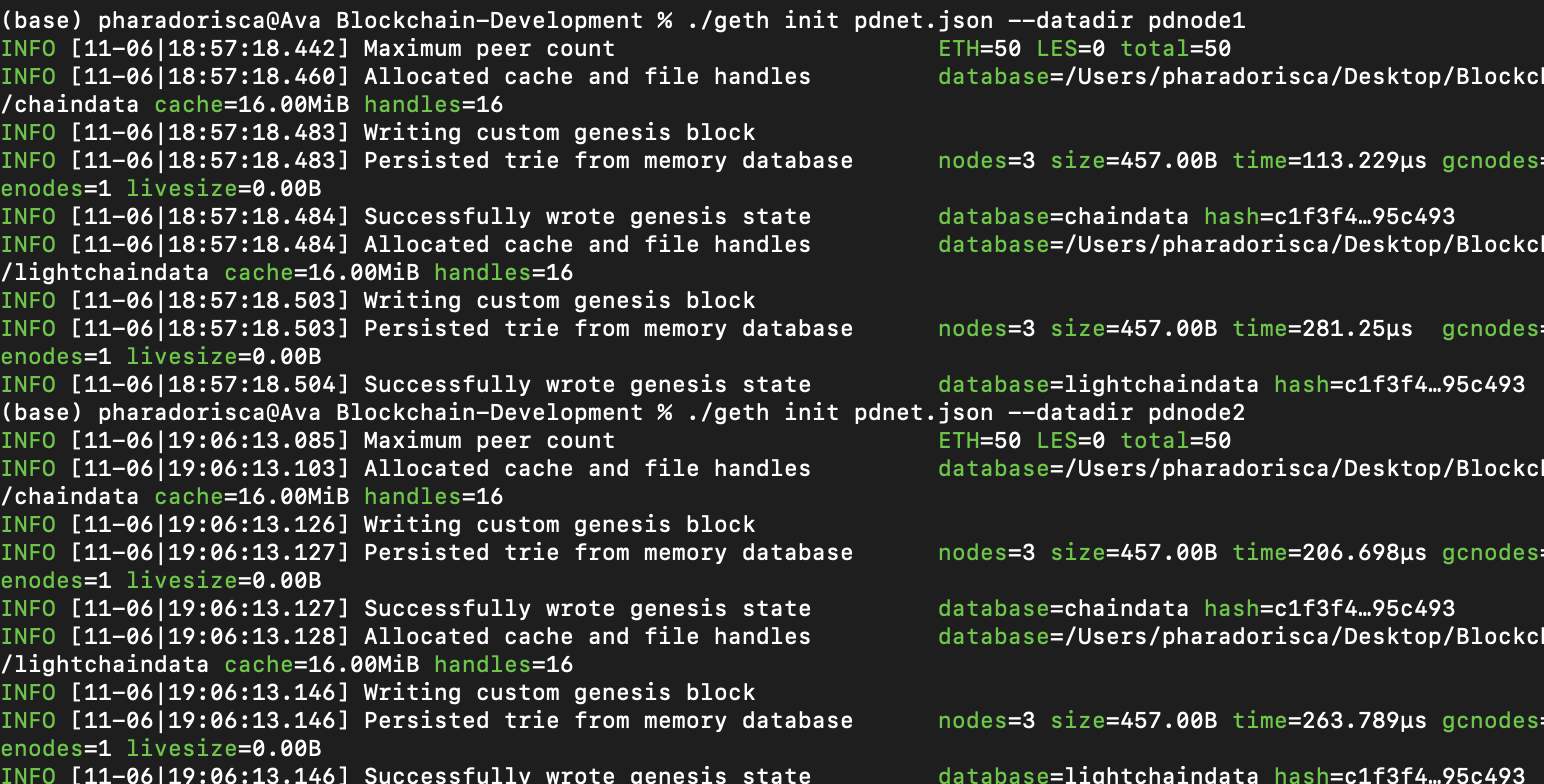 (base) pharadorisca@Ava Blockchain-Development % ./geth init pdnet.json --datadir pdnode1
INFO [11-06|18:57:18.442] Maximum peer count                       ETH=50 LES=0 total=50
INFO [11-06|18:57:18.460] Allocated cache and file handles         database=/Users/pharadorisca/Desktop/Blockc
/chaindata cache=16.00MiB handles=16
INFO [11-06|18:57:18.483] Writing custom genesis block
INFO [11-06|18:57:18.483] Persisted trie from memory database      nodes=3 size=457.00B time=113.229µs gcnodes=
enodes=1 livesize=0.00B
INFO [11-06|18:57:18.484] Successfully wrote genesis state         database=chaindata hash=c1f3f4…95c493
INFO [11-06|18:57:18.484] Allocated cache and file handles         database=/Users/pharadorisca/Desktop/Blockc
/lightchaindata cache=16.00MiB handles=16
INFO [11-06|18:57:18.503] Writing custom genesis block
INFO [11-06|18:57:18.503] Persisted trie from memory database      nodes=3 size=457.00B time=281.25µs  gcnodes=
enodes=1 livesize=0.00B
INFO [11-06|18:57:18.504] Successfully wrote genesis state         database=lightchaindata hash=c1f3f4…95c493
(base) pharadorisca@Ava Blockchain-Development % ./geth init pdnet.json --datadir pdnode2
INFO [11-06|19:06:13.085] Maximum peer count                       ETH=50 LES=0 total=50
INFO [11-06|19:06:13.103] Allocated cache and file handles         database=/Users/pharadorisca/Desktop/Blockc
/chaindata cache=16.00MiB handles=16
INFO [11-06|19:06:13.126] Writing custom genesis block
INFO [11-06|19:06:13.127] Persisted trie from memory database      nodes=3 size=457.00B time=206.698µs gcnodes=
enodes=1 livesize=0.00B
INFO [11-06|19:06:13.127] Successfully wrote genesis state         database=chaindata hash=c1f3f4…95c493
INFO [11-06|19:06:13.128] Allocated cache and file handles         database=/Users/pharadorisca/Desktop/Blockc
/lightchaindata cache=16.00MiB handles=16
INFO [11-06|19:06:13.146] Writing custom genesis block
INFO [11-06|19:06:13.146] Persisted trie from memory database      nodes=3 size=457.00B time=263.789µs gcnodes=
enodes=1 livesize=0.00B
INFO [11-06|19:06:13.146] Successfully wrote genesis state         database=lightchaindata hash=c1f3f4…95c493